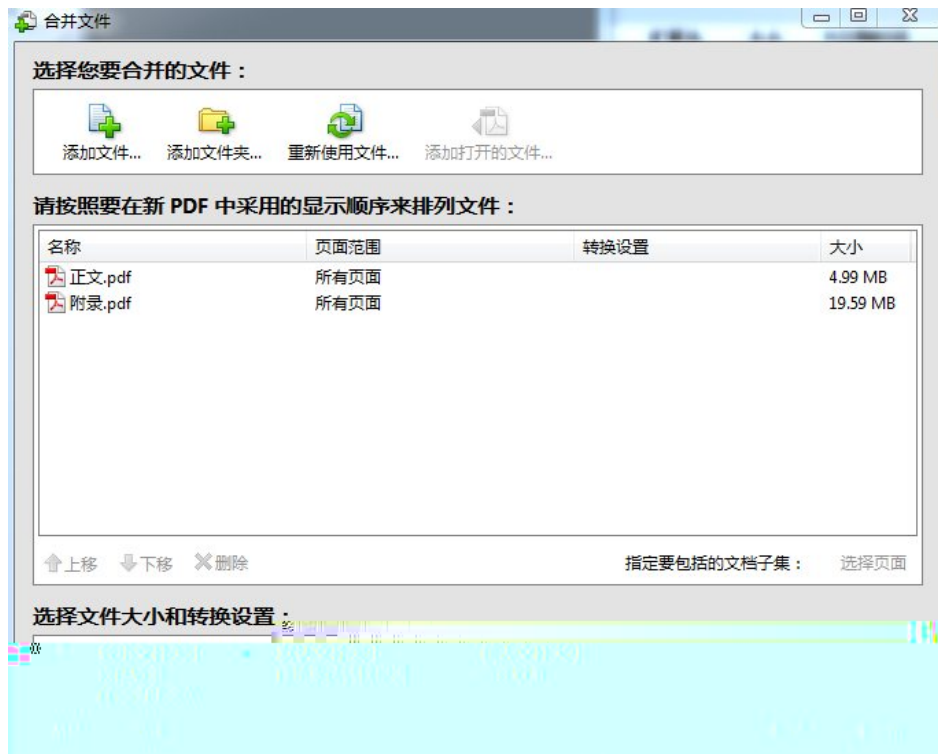 合并文件
选择您要合并的文件：
添加文件... 添加文件夹... 重新使用文件... 添加打开的文件...
请按照要在新 PDF 中采用的显示顺序来排列文件：
名称 页面范围 转换设置 大小
正文.pdf 所有页面 4.99 MB
附录.pdf 所有页面 19.59 MB
上移 下移 删除 指定要包括的文档子集： 选择页面
选择文件大小和转换设置：